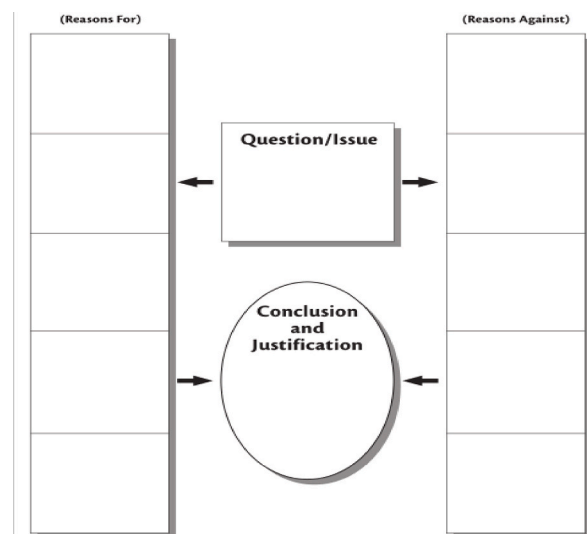 (Reasons For)
(Reasons Against)
Question/Issue
Conclusion
and
Justification